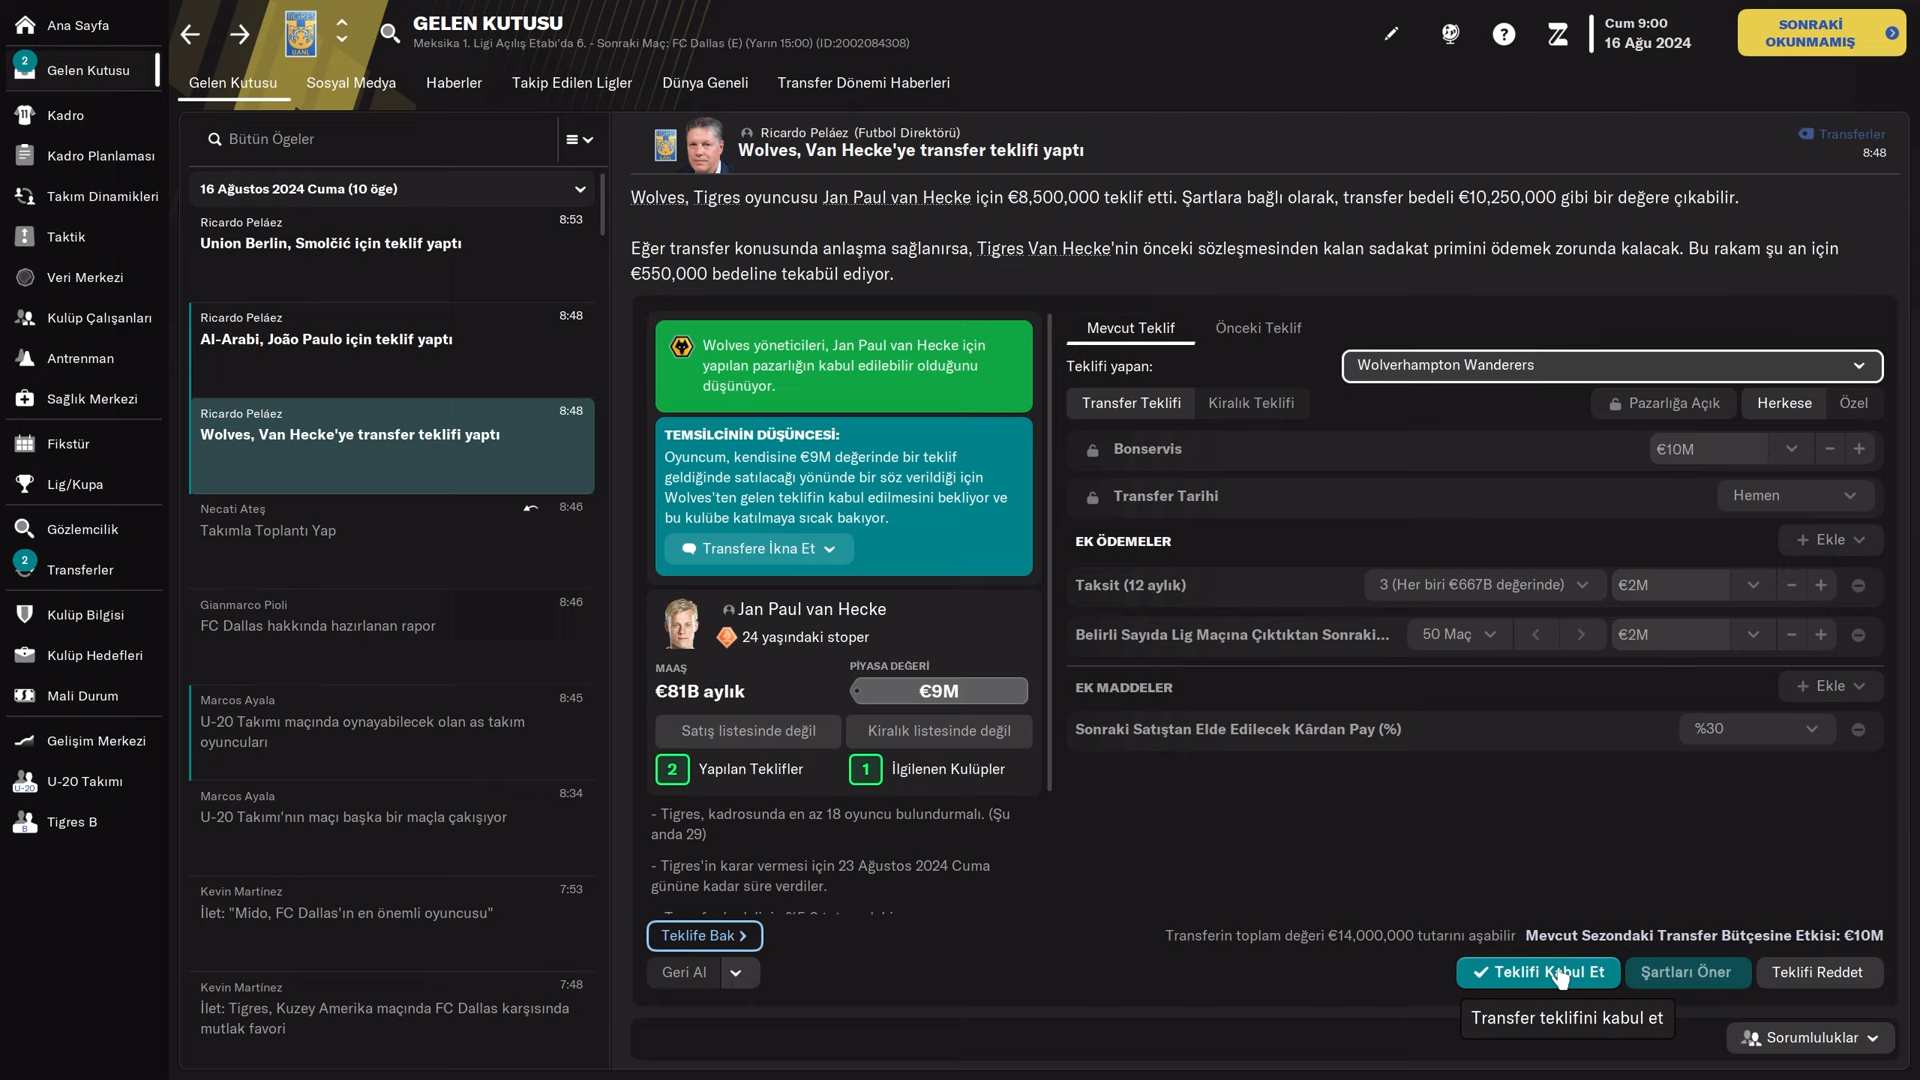 Ana Sayfa
2
Gelen Kutusu
Kadro
Kadro Planlaması
Takım Dinamikleri
Taktik
Veri Merkezi
Kulüp Çalışanları
Antrenman
Sağlık Merkezi
Fikstür
Lig/Kupa
Gözlemcilik
2
Transferler
Kulüp Bilgisi
Kulüp Hedefleri
Mali Durum
Gelişim Merkezi
U-20 Takımı
Tigres B
GELEN KUTUSU
Meksika 1. Ligi Açılış Etabı'da 6. - Sonraki Maç: FC Dallas (E) (Yarın 15:00) (ID:2002084308)
Cum 9:00
16 Ağu 2024
SONRAKİ
OKUNMAMIŞ
Gelen Kutusu
Sosyal Medya
Haberler
Takip Edilen Ligler
Dünya Geneli
Transfer Dönemi Haberleri
Bütün Ögeler
16 Ağustos 2024 Cuma (10 öge)
Ricardo Peláez 8:53
Union Berlin, Smolčić için teklif yaptı
Ricardo Peláez 8:48
Al-Arabi, João Paulo için teklif yaptı
Ricardo Peláez 8:48
Wolves, Van Hecke'ye transfer teklifi yaptı
Necati Ateş 8:46
Takımla Toplantı Yap
Gianmarco Pioli 8:46
FC Dallas hakkında hazırlanan rapor
Marcos Ayala 8:45
U-20 Takımı maçında oynayabilecek olan as takım
oyuncuları
Marcos Ayala 8:34
U-20 Takımı'nın maçı başka bir maçla çakışıyor
Kevin Martínez 7:53
İlet: "Mido, FC Dallas'ın en önemli oyuncusu"
Kevin Martínez 7:48
İlet: Tigres, Kuzey Amerika maçında FC Dallas karşısında
mutlak favori
Ricardo Peláez (Futbol Direktörü)
Wolves, Van Hecke'ye transfer teklifi yaptı
Transferler
8:48
Wolves, Tigres oyuncusu Jan Paul van Hecke için €8,500,000 teklif etti. Şartlara bağlı olarak, transfer bedeli €10,250,000 gibi bir değere çıkabilir.
Eğer transfer konusunda anlaşma sağlanırsa, Tigres Van Hecke'nin önceki sözleşmesinden kalan sadakat primini ödemek zorunda kalacak. Bu rakam şu an için
€550,000 bedeline tekabül ediyor.
Wolves yöneticileri, Jan Paul van Hecke için
yapılan pazarlığın kabul edilebilir olduğunu
düşünüyor.
TEMSİLCİNİN DÜŞÜNCESİ:
Oyuncum, kendisine €9M değerinde bir teklif
geldiğinde satılacağı yönünde bir söz verildiği için
Wolves'ten gelen teklifin kabul edilmesini bekliyor ve
bu kulübe katılmaya sıcak bakıyor.
Transfere İkna Et
Jan Paul van Hecke
24 yaşındaki stoper
MAAŞ
€81B aylık
PİYASA DEĞERİ
€9M
Satış listesinde değil
Kiralık listesinde değil
2 Yapılan Teklifler
1 İlgilenen Kulüpler
- Tigres, kadrosunda en az 18 oyuncu bulundurmalı. (Şu
anda 29)
- Tigres'in karar vermesi için 23 Ağustos 2024 Cuma
gününe kadar süre verdiler.
Teklife Bak
Geri Al
Mevcut Teklif
Önceki Teklif
Teklifi yapan:
Wolverhampton Wanderers
Transfer Teklifi
Kiralık Teklifi
Pazarlığa Açık
Herkese
Özel
Bonservis
€10M
Transfer Tarihi
Hemen
EK ÖDEMELER
+ Ekle
Taksit (12 aylık)
3 (Her biri €667B değerinde)
€2M
Belirli Sayıda Lig Maçına Çıktıktan Sonraki...
50 Maç
€2M
EK MADDELER
+ Ekle
Sonraki Satıştan Elde Edilecek Kârdan Pay (%)
%30
Transferin toplam değeri €14,000,000 tutarını aşabilir
Mevcut Sezondaki Transfer Bütçesine Etkisi: €10M
Teklifi Kabul Et
Şartları Öner
Teklifi Reddet
Transfer teklifini kabul et
Sorumluluklar